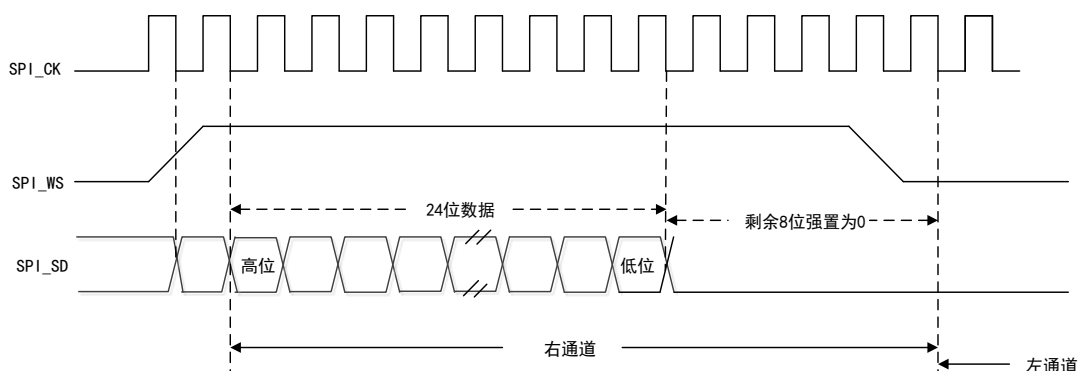 SPI_CK
SPI_WS
24位数据
剩余8位强置为0
SPI_SD
高位
低位
右通道
左通道